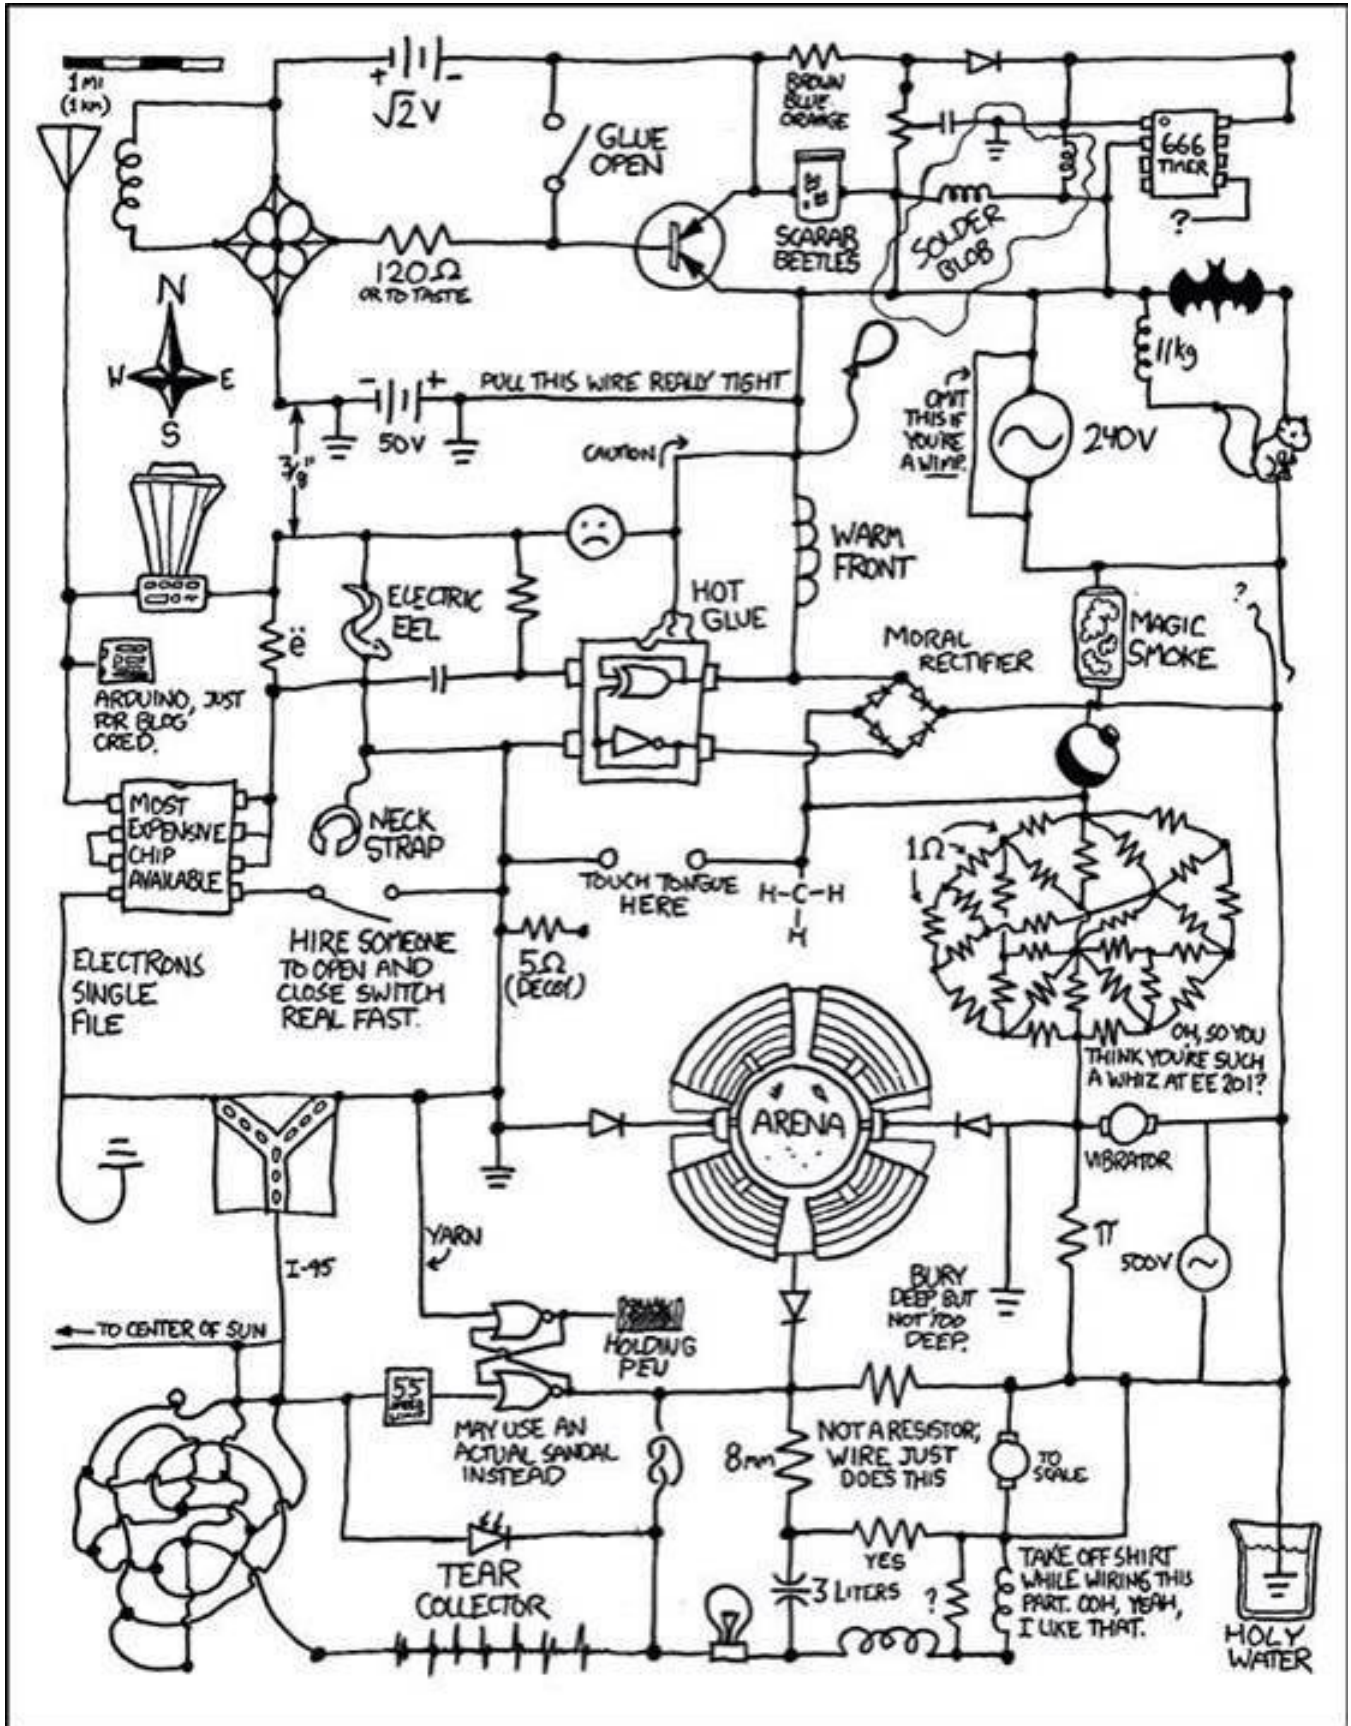 1 MI
(1 km)
+
-
√2 V
GLUE
OPEN
BROWN
BLUE
ORANGE
666
TIMER
?
SCARAB
BEETLES
SOLDER
BLOB
120Ω
OR TO TASTE
N
W
E
S
-
+
50V
PULL THIS WIRE REALLY TIGHT
11kg
OMIT
THIS IF
YOU'RE
A WIMP.
240V
CAUTION
3/8"
WARM
FRONT
ELECTRIC
EEL
ë
HOT
GLUE
MORAL
RECTIFIER
MAGIC
SMOKE
?
ARDUINO, JUST
FOR BLOG
CRED.
MOST
EXPENSIVE
CHIP
AVAILABLE
NECK
STRAP
TOUCH TONGUE
HERE
H-C-H
H
1Ω
ELECTRONS
SINGLE
FILE
HIRE SOMEONE
TO OPEN AND
CLOSE SWITCH
REAL FAST.
5Ω
(DECOY)
OH, SO YOU
THINK YOU'RE SUCH
A WHIZ AT EE 201?
ARENA
VIBRATOR
π
500V
YARN
I-95
BURY
DEEP, BUT
NOT TOO
DEEP.
TO CENTER OF SUN
HOLDING
PEN
55
MAY USE AN
ACTUAL SANDAL
INSTEAD
8mm
NOT A RESISTOR;
WIRE JUST
DOES THIS
TO
SCALE
YES
3 LITERS
?
TAKE OFF SHIRT
WHILE WIRING THIS
PART. OOH, YEAH,
I LIKE THAT.
TEAR
COLLECTOR
HOLY
WATER